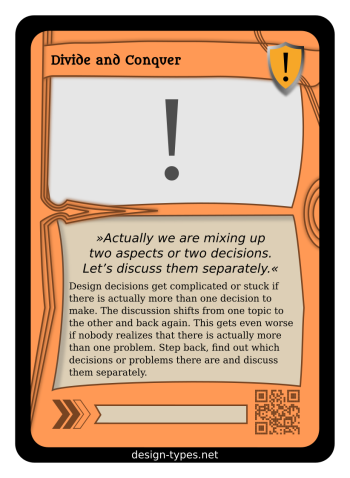 Divide and Conquer
!
!
»Actually we are mixing up
two aspects or two decisions.
Let's discuss them separately.«
Design decisions get complicated or stuck if
there is actually more than one decision to
make. The discussion shifts from one topic to
the other and back again. This gets even worse
if nobody realizes that there is actually more
than one problem. Step back, find out which
decisions or problems there are and discuss
them separately.
design-types.net